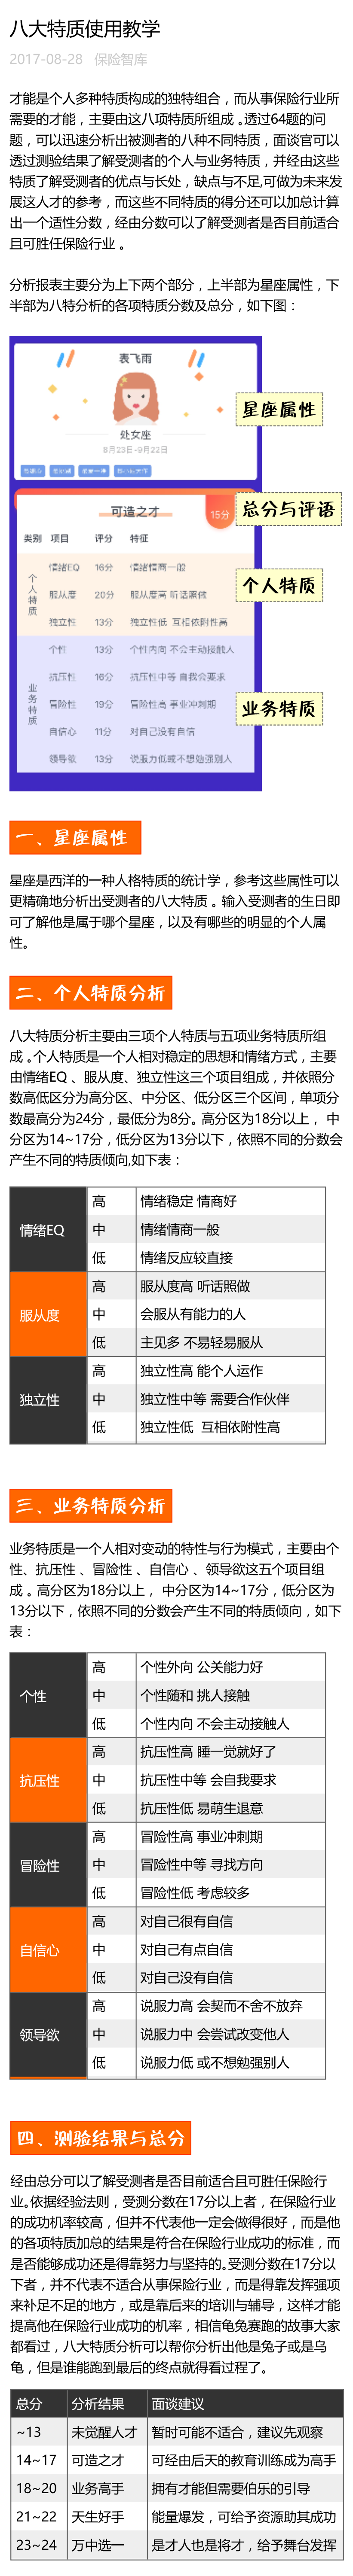 八大特质使用教学
2017-08-28 保险智库
才能是个人多种特质构成的独特组合，而从事保险行业所
需要的才能，主要由这八项特质所组成 。透过64题的问
题，可以迅速分析出被测者的八种不同特质，面谈官可以
透过测验结果了解受测者的个人与业务特质，并经由这些
特质了解受测者的优点与长处，缺点与不足,可做为未来发
展这人才的参考，而这些不同特质的得分还可以加总计算
出一个适性分数，经由分数可以了解受测者是否目前适合
且可胜任保险行业 。
分析报表主要分为上下两个部分，上半部为星座属性，下
半部为八特分析的各项特质分数及总分，如下图：
表飞雨
处女座
8月23日-9月22日
星座属性
可造之才
15分
总分与评语
类别 项目 评分 特征
个人特质
情绪EQ 16分 情绪情商一般
服从度 20分 服从度高 听话照做
独立性 13分 独立性低 互相依附性高
个人特质
业务特质
个性 13分 个性内向 不会主动接触人
抗压性 16分 抗压性中等 会自我要求
冒险性 19分 冒险性高 事业冲刺期
自信心 11分 对自己没有自信
领导欲 13分 说服力低或不想勉强别人
业务特质
一、星座属性
星座是西洋的一种人格特质的统计学，参考这些属性可以
更精确地分析出受测者的八大特质 。输入受测者的生日即
可了解他是属于哪个星座，以及有哪些的明显的个人属
性。
二、个人特质分析
八大特质分析主要由三项个人特质与五项业务特质所组
成 。个人特质是一个人相对稳定的思想和情绪方式，主要
由情绪EQ 、服从度、独立性这三个项目组成，并依照分
数高低区分为高分区、中分区、低分区三个区间，单项分
数最高分为24分，最低分为8分。高分区为18分以上， 中
分区为14~17分，低分区为13分以下，依照不同的分数会
产生不同的特质倾向,如下表：
情绪EQ
高 情绪稳定 情商好
中 情绪情商一般
低 情绪反应较直接
服从度
高 服从度高 听话照做
中 会服从有能力的人
低 主见多 不易轻易服从
独立性
高 独立性高 能个人运作
中 独立性中等 需要合作伙伴
低 独立性低 互相依附性高
三、业务特质分析
业务特质是一个人相对变动的特性与行为模式，主要由个
性、抗压性 、冒险性 、自信心 、领导欲这五个项目组
成 。高分区为18分以上， 中分区为14~17分，低分区为
13分以下，依照不同的分数会产生不同的特质倾向，如下
表：
个性
高 个性外向 公关能力好
中 个性随和 挑人接触
低 个性内向 不会主动接触人
抗压性
高 抗压性高 睡一觉就好了
中 抗压性中等 会自我要求
低 抗压性低 易萌生退意
冒险性
高 冒险性高 事业冲刺期
中 冒险性中等 寻找方向
低 冒险性低 考虑较多
自信心
高 对自己很有自信
中 对自己有点自信
低 对自己没有自信
领导欲
高 说服力高 会契而不舍不放弃
中 说服力中 会尝试改变他人
低 说服力低 或不想勉强别人
四、测验结果与总分
经由总分可以了解受测者是否目前适合且可胜任保险行
业。依据经验法则，受测分数在17分以上者，在保险行业
的成功机率较高，但并不代表他一定会做得很好，而是他
的各项特质加总的结果是符合在保险行业成功的标准，而
是否能够成功还是得靠努力与坚持的。受测分数在17分以
下者，并不代表不适合从事保险行业，而是得靠发挥强项
来补足不足的地方，或是靠后来的培训与辅导，这样才能
提高他在保险行业成功的机率，相信龟兔赛跑的故事大家
都看过，八大特质分析可以帮你分析出他是兔子或是乌
龟，但是谁能跑到最后的终点就得看过程了。
总分 分析结果 面谈建议
~13 未觉醒人才 暂时可能不适合，建议先观察
14~17 可造之才 可经由后天的教育训练成为高手
18~20 业务高手 拥有才能但需要伯乐的引导
21~22 天生好手 能量爆发，可给予资源助其成功
23~24 万中选一 是才人也是将才，给予舞台发挥